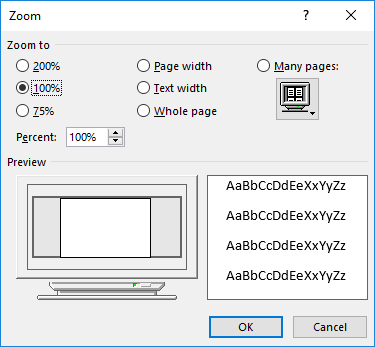 Zoom
Zoom to
200% Page width Many pages:
100% Text width
75% Whole page
Percent: 100%
Preview
AaBbCcDdEeXxYyZz
AaBbCcDdEeXxYyZz
AaBbCcDdEeXxYyZz
AaBbCcDdEeXxYyZz
OK Cancel